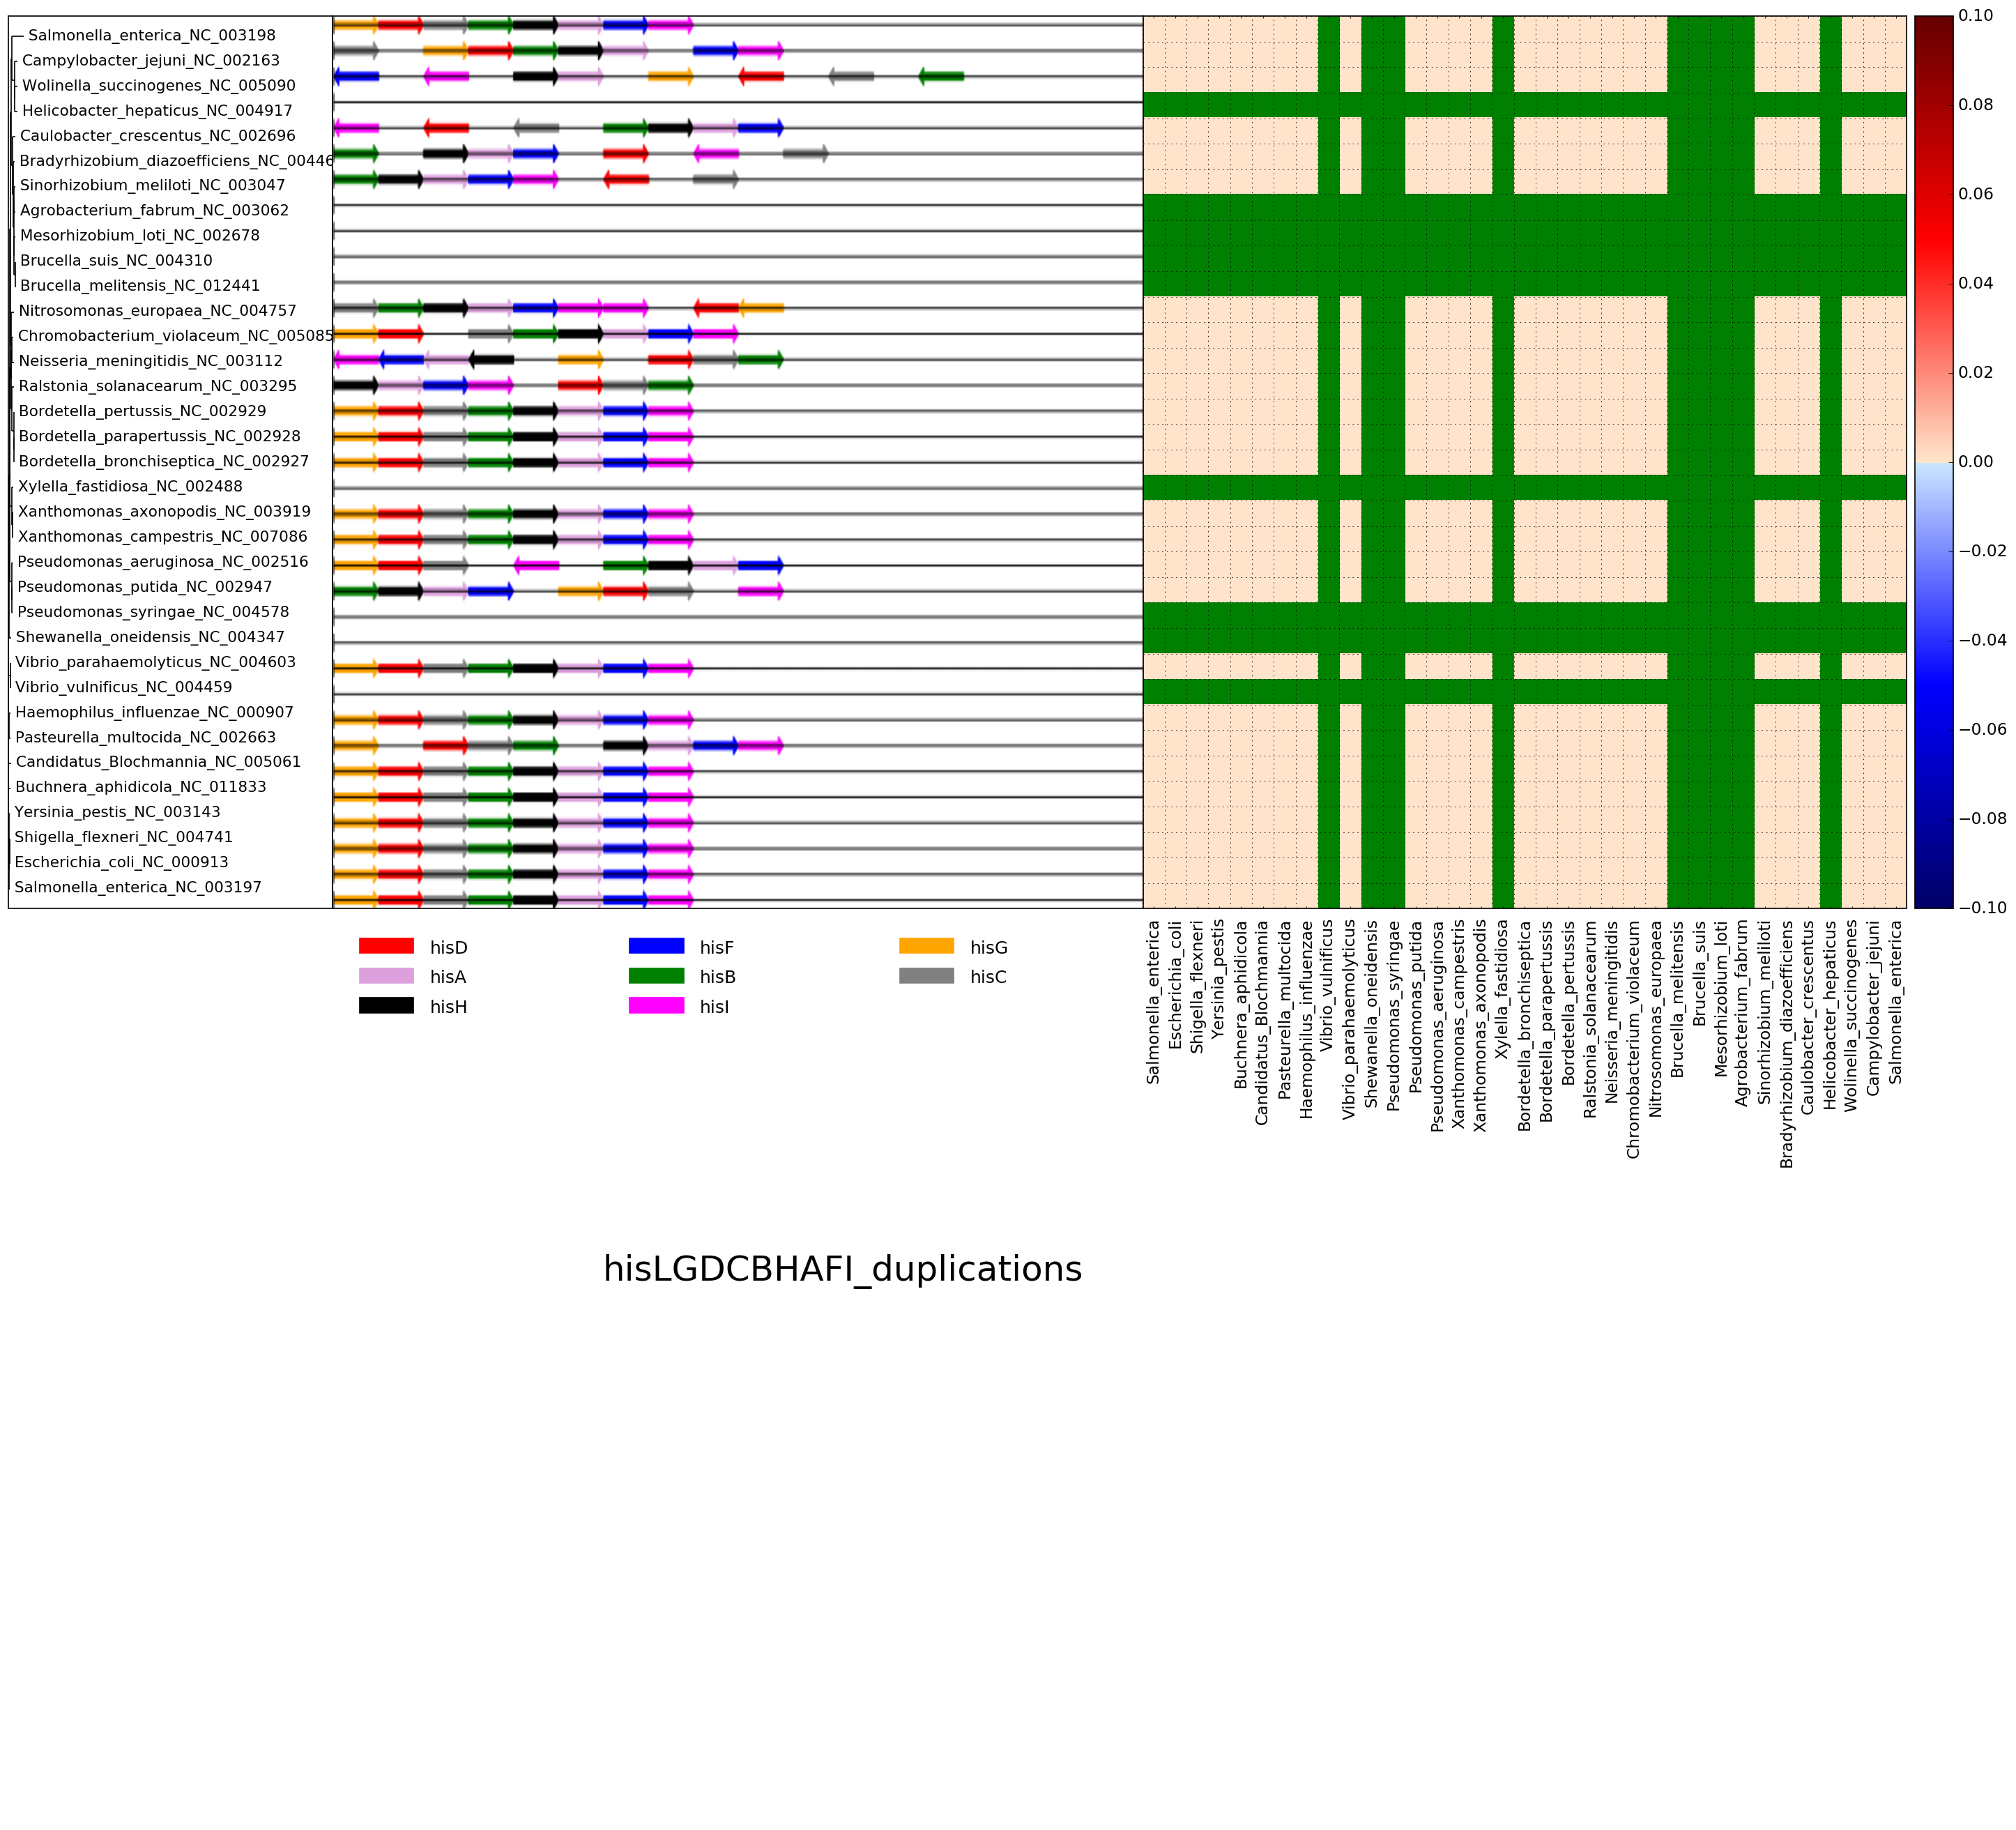 Salmonella_enterica_NC_003198
Campylobacter_jejuni_NC_002163
Wolinella_succinogenes_NC_005090
Helicobacter_hepaticus_NC_004917
Caulobacter_crescentus_NC_002696
Bradyrhizobium_diazoefficiens_NC_00446
Sinorhizobium_meliloti_NC_003047
Agrobacterium_fabrum_NC_003062
Mesorhizobium_loti_NC_002678
Brucella_suis_NC_004310
Brucella_melitensis_NC_012441
Nitrosomonas_europaea_NC_004757
Chromobacterium_violaceum_NC_005085
Neisseria_meningitidis_NC_003112
Ralstonia_solanacearum_NC_003295
Bordetella_pertussis_NC_002929
Bordetella_parapertussis_NC_002928
Bordetella_bronchiseptica_NC_002927
Xylella_fastidiosa_NC_002488
Xanthomonas_axonopodis_NC_003919
Xanthomonas_campestris_NC_007086
Pseudomonas_aeruginosa_NC_002516
Pseudomonas_putida_NC_002947
Pseudomonas_syringae_NC_004578
Shewanella_oneidensis_NC_004347
Vibrio_parahaemolyticus_NC_004603
Vibrio_vulnificus_NC_004459
Haemophilus_influenzae_NC_000907
Pasteurella_multocida_NC_002663
Candidatus_Blochmannia_NC_005061
Buchnera_aphidicola_NC_011833
Yersinia_pestis_NC_003143
Shigella_flexneri_NC_004741
Escherichia_coli_NC_000913
Salmonella_enterica_NC_003197
0.10
0.08
0.06
0.04
0.02
0.00
−0.02
−0.04
−0.06
−0.08
−0.10
Salmonella_enterica
Escherichia_coli
Shigella_flexneri
Yersinia_pestis
Buchnera_aphidicola
Candidatus_Blochmannia
Pasteurella_multocida
Haemophilus_influenzae
Vibrio_vulnificus
Vibrio_parahaemolyticus
Shewanella_oneidensis
Pseudomonas_syringae
Pseudomonas_putida
Pseudomonas_aeruginosa
Xanthomonas_campestris
Xanthomonas_axonopodis
Xylella_fastidiosa
Bordetella_bronchiseptica
Bordetella_parapertussis
Bordetella_pertussis
Ralstonia_solanacearum
Neisseria_meningitidis
Chromobacterium_violaceum
Nitrosomonas_europaea
Brucella_melitensis
Brucella_suis
Mesorhizobium_loti
Agrobacterium_fabrum
Sinorhizobium_meliloti
Bradyrhizobium_diazoefficiens
Caulobacter_crescentus
Helicobacter_hepaticus
Wolinella_succinogenes
Campylobacter_jejuni
Salmonella_enterica
hisD hisF hisG
hisA hisB hisC
hisH hisI
hisLGDCBHAFI_duplications